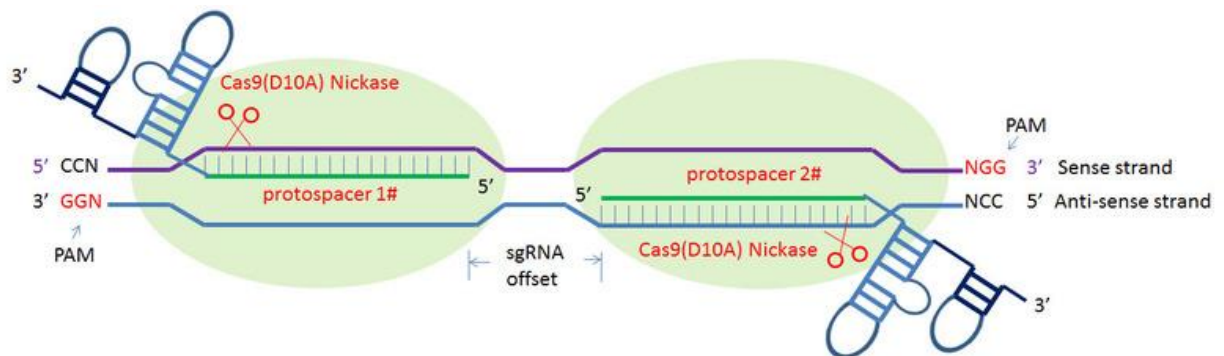 3’
Cas9(D10A) Nickase
PAM
5’ CCN
NGG 3’ Sense strand
protospacer 1#
5’
5’
protospacer 2#
3’ GGN
NCC 5’ Anti-sense strand
PAM
sgRNA
offset
Cas9(D10A) Nickase
3’